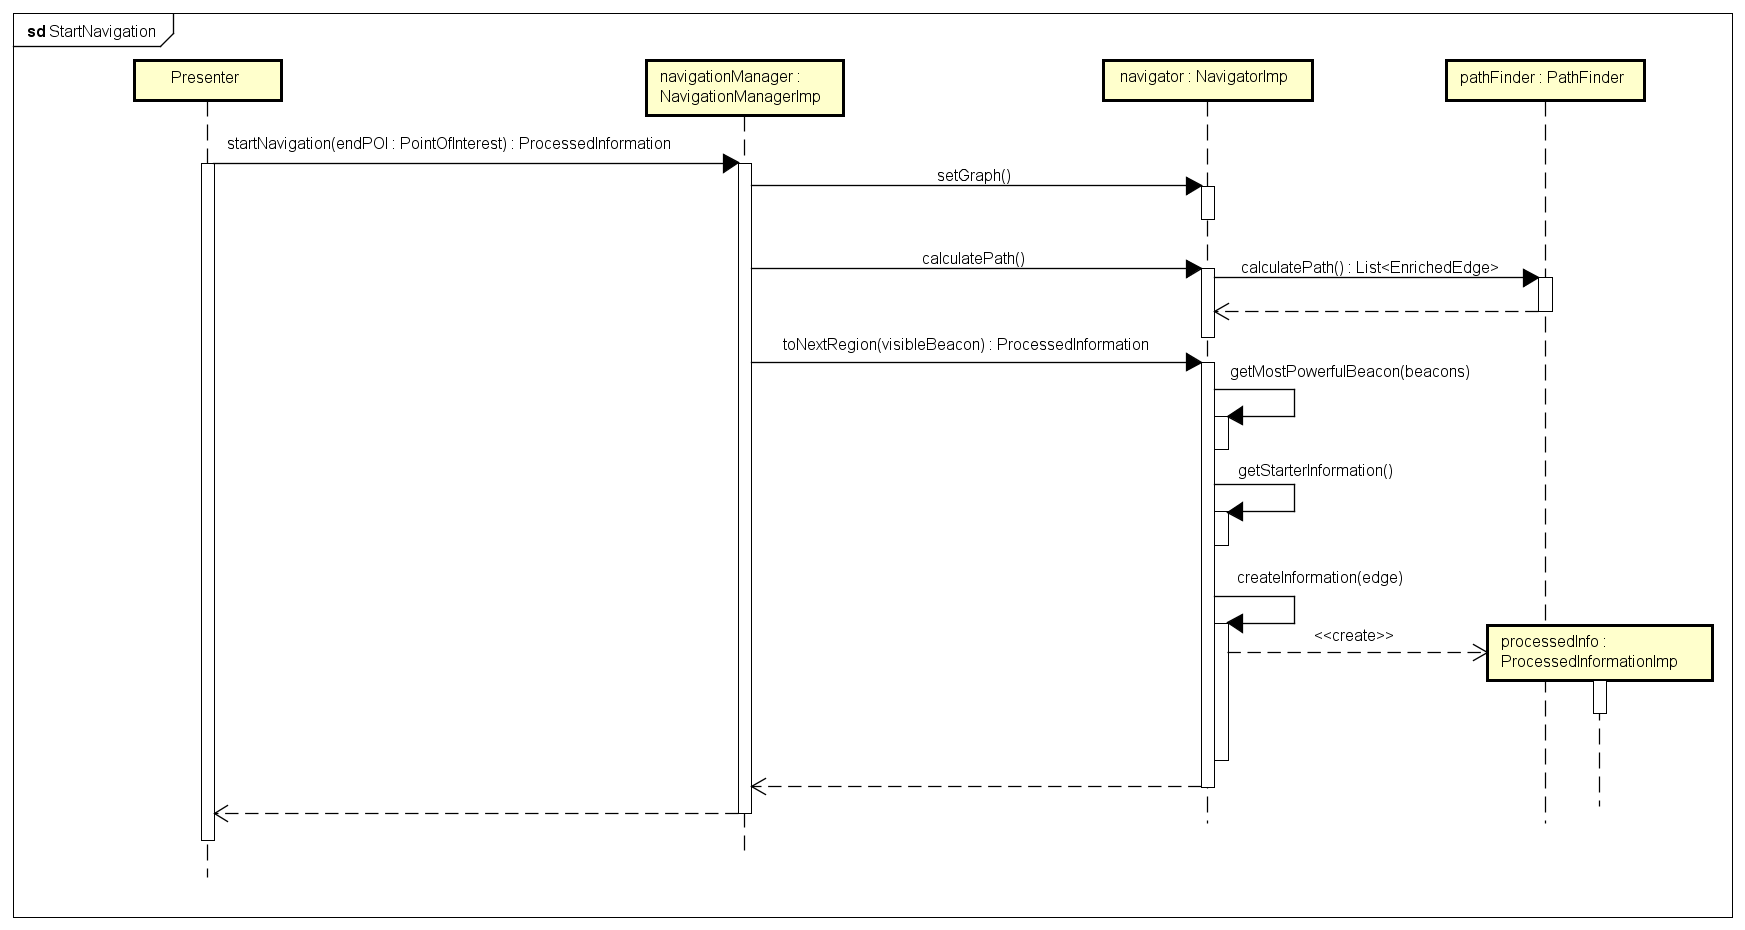 sd StartNavigation
Presenter
navigationManager :
NavigationManagerImp
navigator : NavigatorImp
pathFinder : PathFinder
startNavigation(endPOI : PointOfInterest) : ProcessedInformation
setGraph()
calculatePath()
calculatePath() : List<EnrichedEdge>
toNextRegion(visibleBeacon) : ProcessedInformation
getMostPowerfulBeacon(beacons)
getStarterInformation()
createInformation(edge)
<<create>>
processedInfo :
ProcessedInformationImp